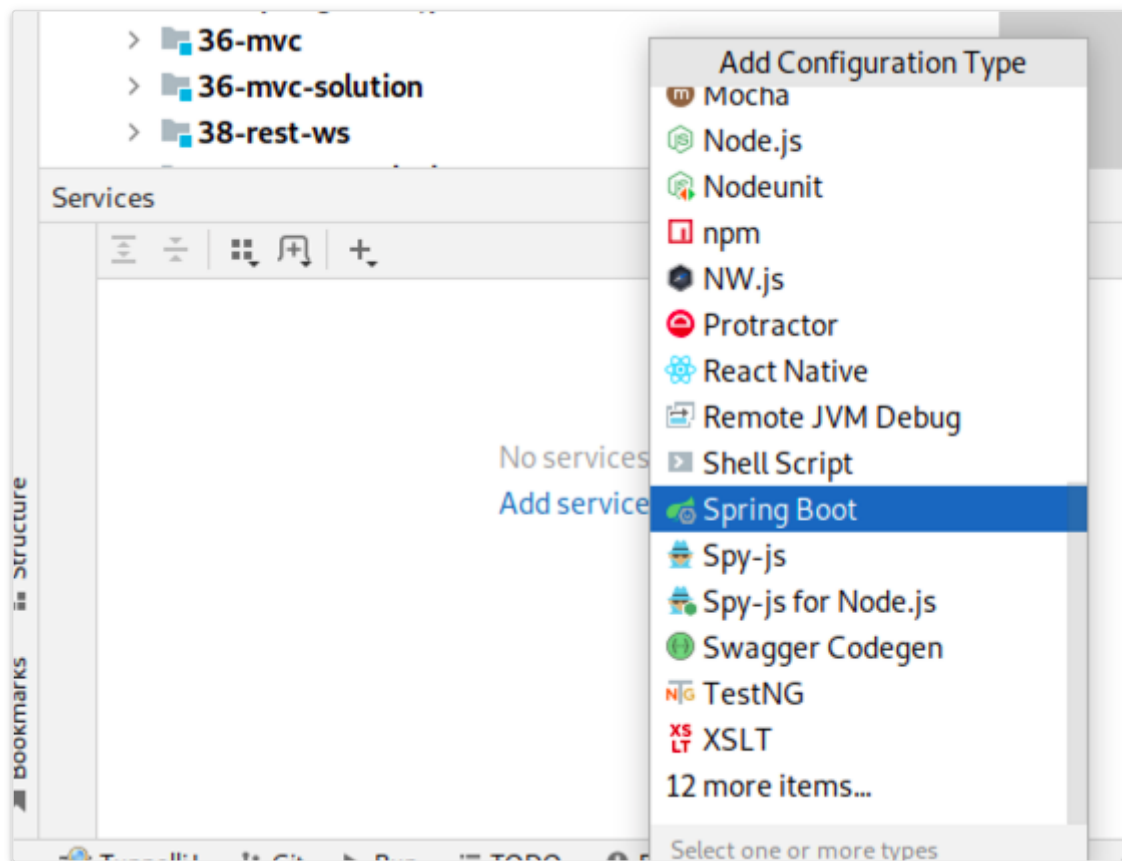 36-mvc
36-mvc-solution
38-rest-ws
Services
No services
Add service
Structure
Bookmarks
Add Configuration Type
Mocha
Node.js
Nodeunit
npm
NW.js
Protractor
React Native
Remote JVM Debug
Shell Script
Spring Boot
Spy-js
Spy-js for Node.js
Swagger Codegen
TestNG
XSLT
12 more items...
Select one or more types
Git
Run
TODO